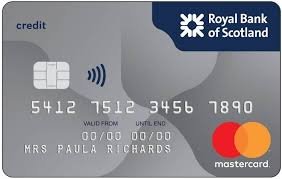 credit
Royal Bank
of Scotland
5412 7512 3456 7890
VALID FROM UNTIL END
00/00 00/00
MRS PAULA RICHARDS
mastercard.